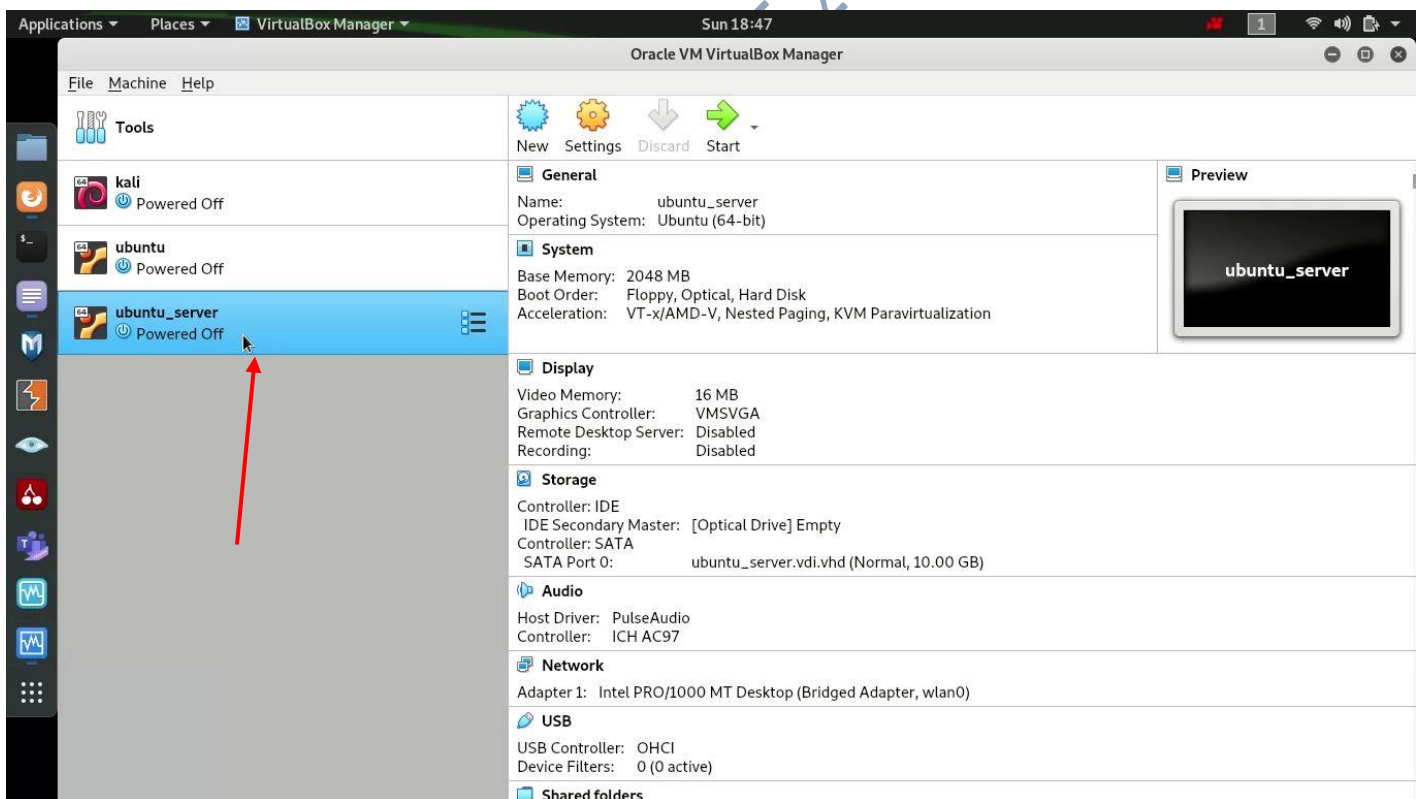 Applications Places VirtualBox Manager Sun 18:47 1
Oracle VM VirtualBox Manager
File Machine Help
Tools
64 kali
Powered Off
64 ubuntu
Powered Off
64 ubuntu_server
Powered Off
New Settings Discard Start
General
Name: ubuntu_server
Operating System: Ubuntu (64-bit)
System
Base Memory: 2048 MB
Boot Order: Floppy, Optical, Hard Disk
Acceleration: VT-x/AMD-V, Nested Paging, KVM Paravirtualization
Preview
ubuntu_server
Display
Video Memory: 16 MB
Graphics Controller: VMSVGA
Remote Desktop Server: Disabled
Recording: Disabled
Storage
Controller: IDE
IDE Secondary Master: [Optical Drive] Empty
Controller: SATA
SATA Port 0: ubuntu_server.vdi.vhd (Normal, 10.00 GB)
Audio
Host Driver: PulseAudio
Controller: ICH AC97
Network
Adapter 1: Intel PRO/1000 MT Desktop (Bridged Adapter, wlan0)
USB
USB Controller: OHCI
Device Filters: 0 (0 active)
Shared folders